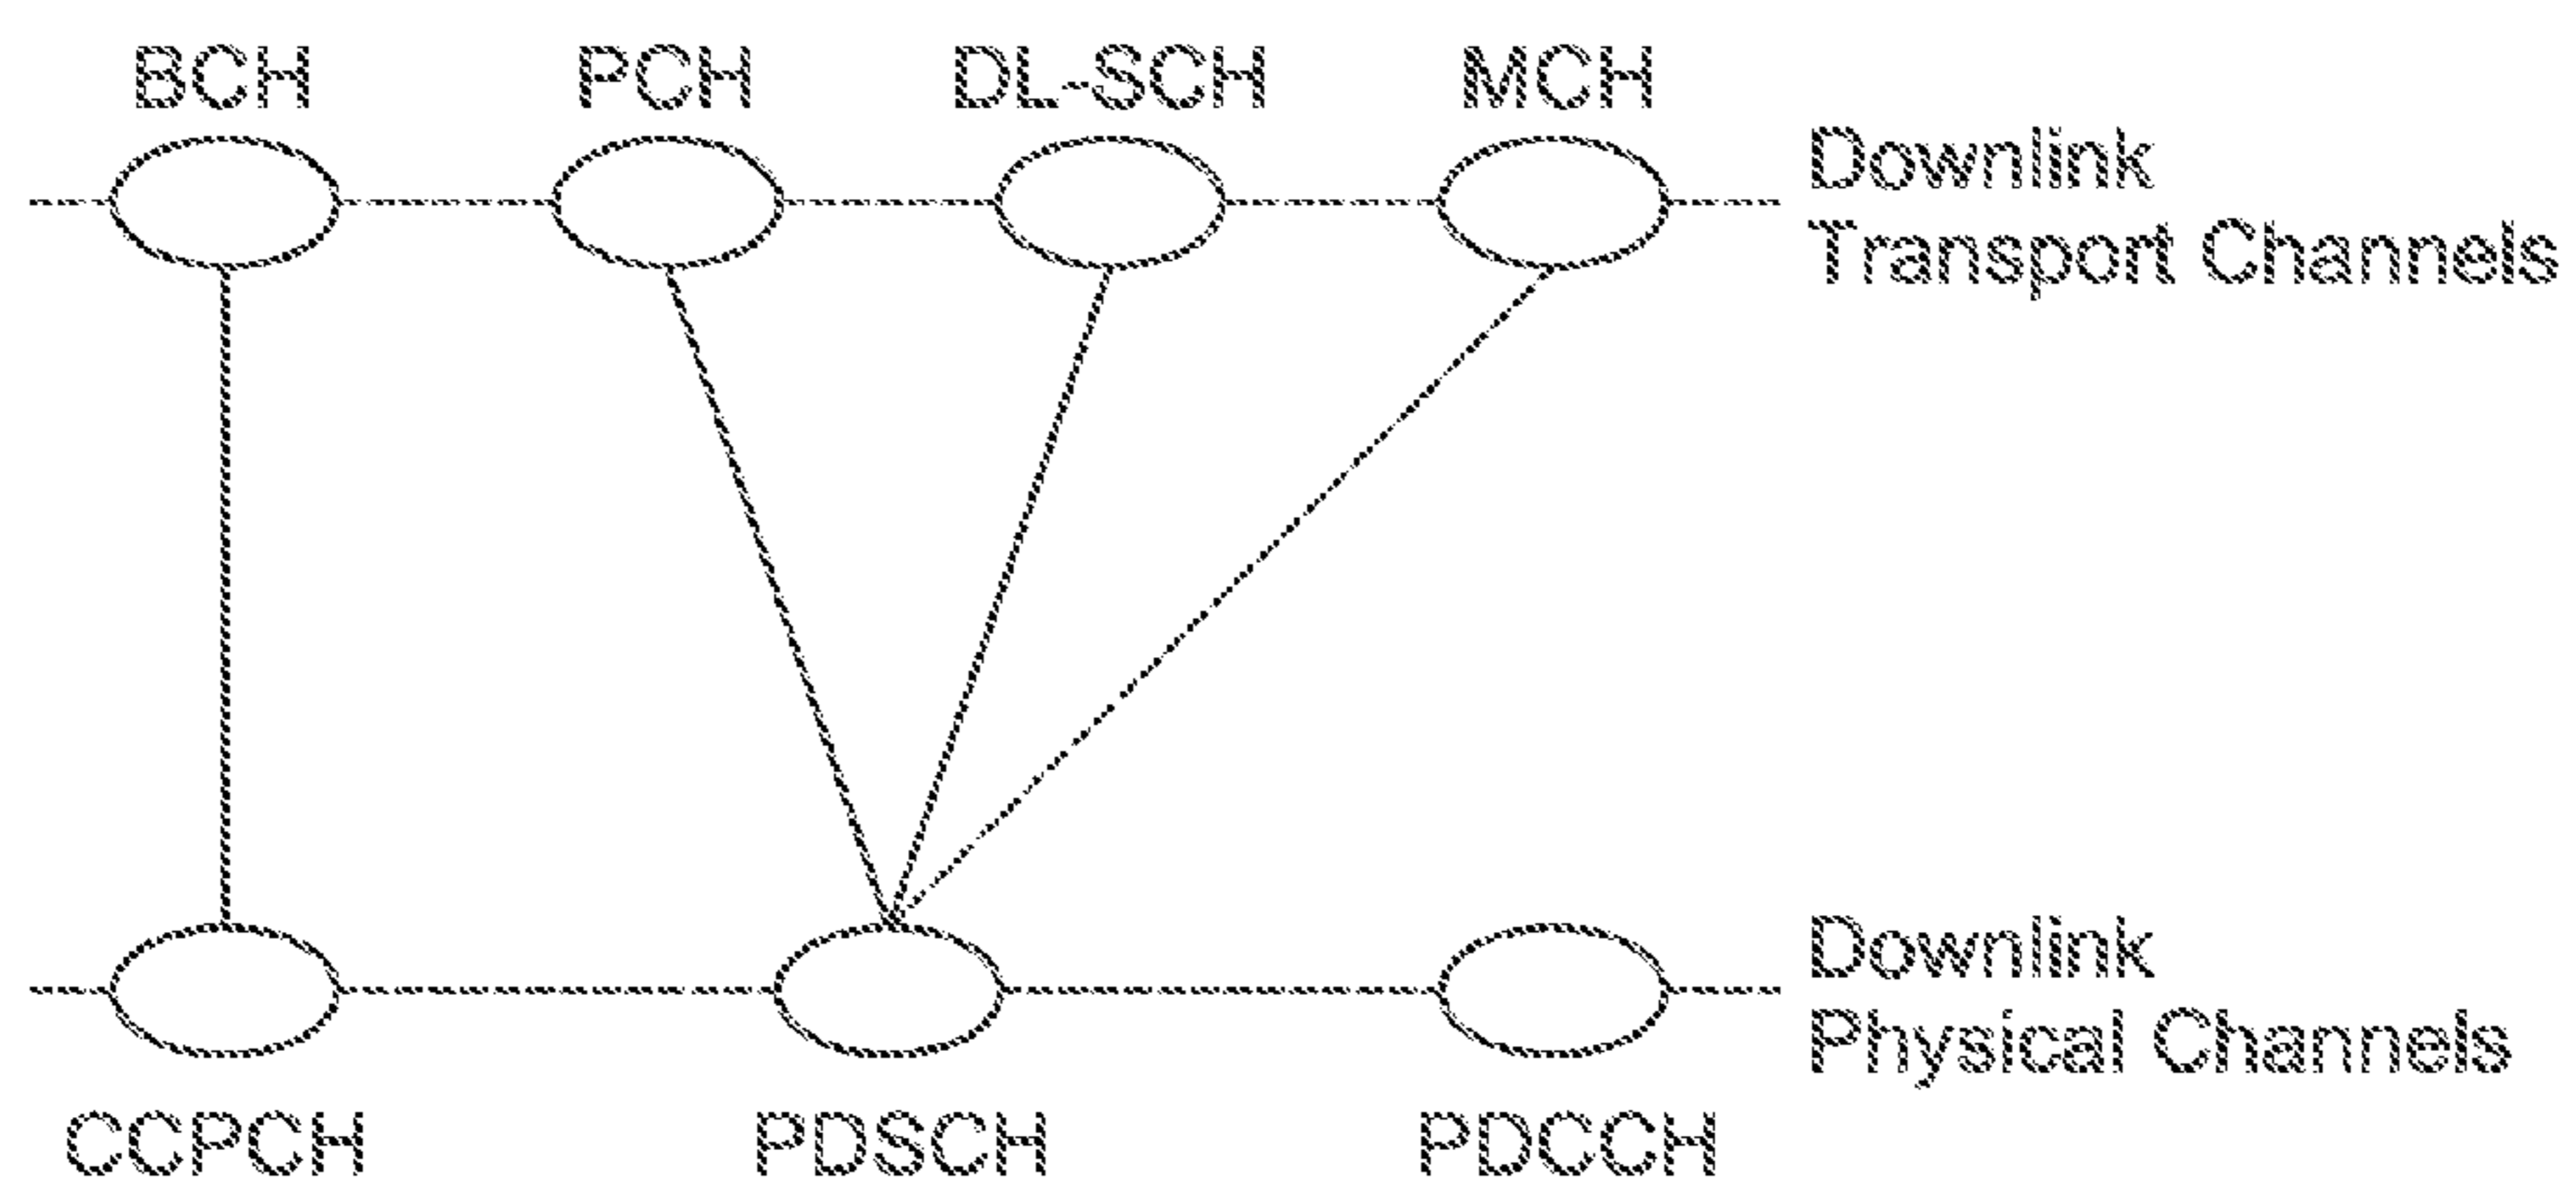 BCH PCH DL-SCH MCH
Downlink
Transport Channels
Downlink
Physical Channels
CCPCH PDSCH PDCCH